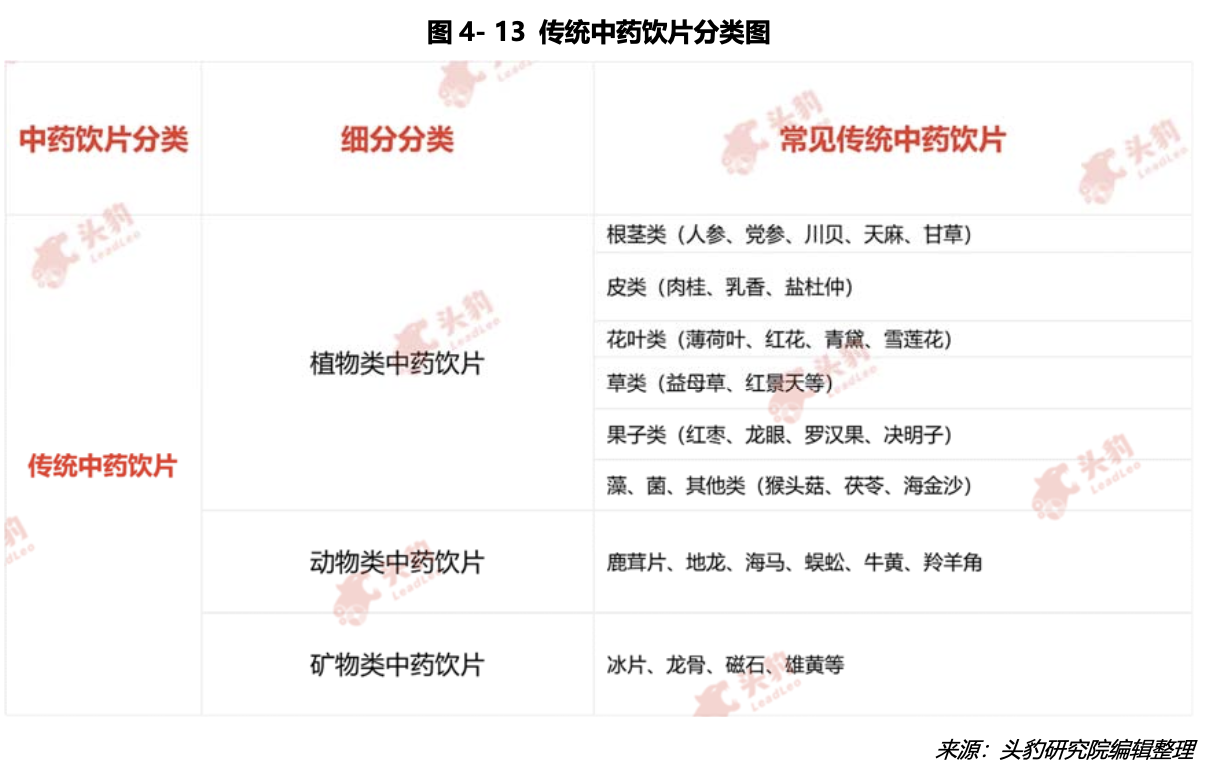 图 4- 13 传统中药饮片分类图
中药饮片分类
细分分类
常见传统中药饮片
传统中药饮片
植物类中药饮片
根茎类（人参、党参、川贝、天麻、甘草）
皮类（肉桂、乳香、盐杜仲）
花叶类（薄荷叶、红花、青黛、雪莲花）
草类（益母草、红景天等）
果子类（红枣、龙眼、罗汉果、决明子）
藻、菌、其他类（猴头菇、茯苓、海金沙）
动物类中药饮片
鹿茸片、地龙、海马、蜈蚣、牛黄、羚羊角
矿物类中药饮片
冰片、龙骨、磁石、雄黄等
来源：头豹研究院编辑整理
头豹
LeadLeo